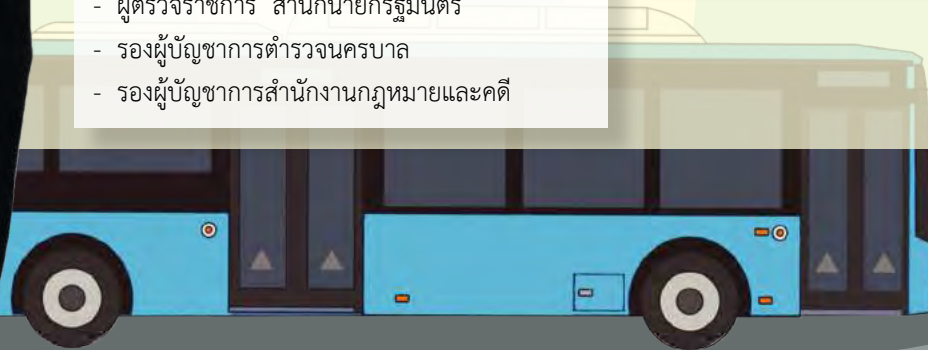 - ผู้ตรวจราชการ สำนักนายกรัฐมนตรี
- รองผู้บัญชาการตำรวจนครบาล
- รองผู้บัญชาการสำนักงานกฎหมายและคดี